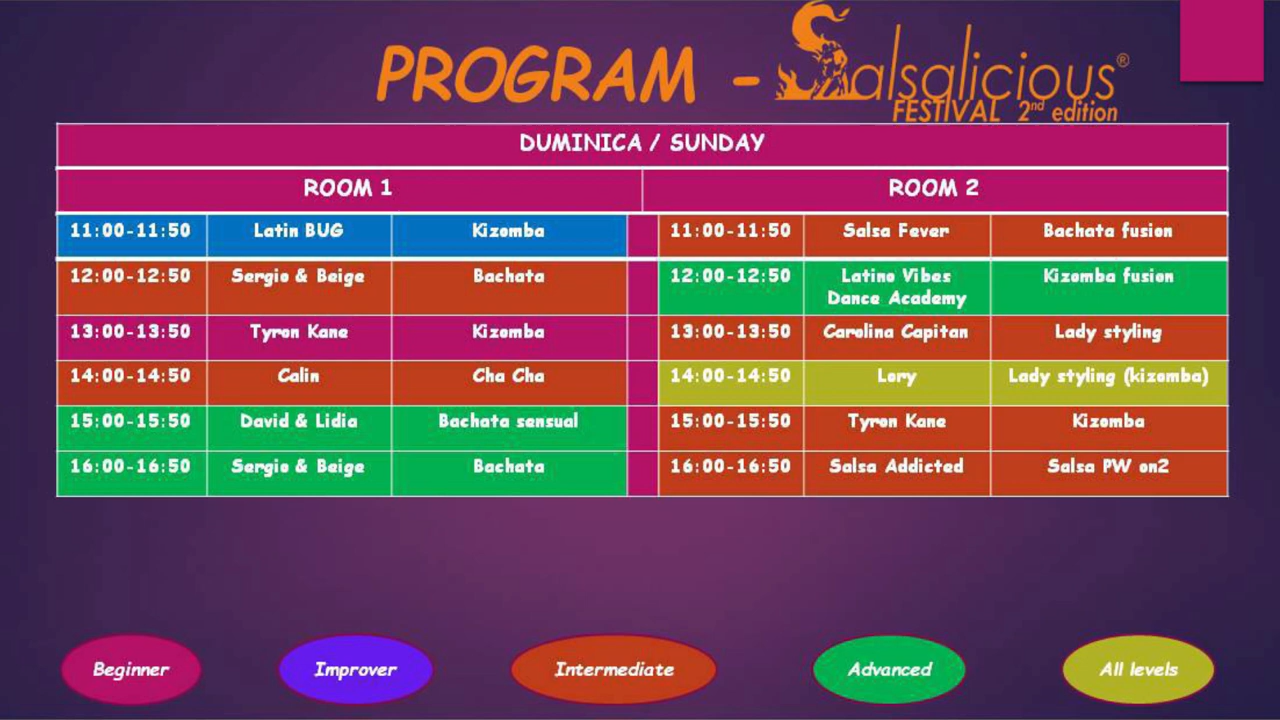 PROGRAM - Salsalicious®
FESTIVAL 2nd edition
DUMINICA / SUNDAY
ROOM 1 ROOM 2
11:00-11:50 Latin BUG Kizomba 11:00-11:50 Salsa Fever Bachata fusion
12:00-12:50 Sergio & Beige Bachata 12:00-12:50 Latino Vibes Kizomba fusion
Dance Academy
13:00-13:50 Tyron Kane Kizomba 13:00-13:50 Carolina Capitan Lady styling
14:00-14:50 Calin Cha Cha 14:00-14:50 Lory Lady styling (kizomba)
15:00-15:50 David & Lidia Bachata sensual 15:00-15:50 Tyron Kane Kizomba
16:00-16:50 Sergio & Beige Bachata 16:00-16:50 Salsa Addicted Salsa PW on2
Beginner Improver Intermediate Advanced All levels